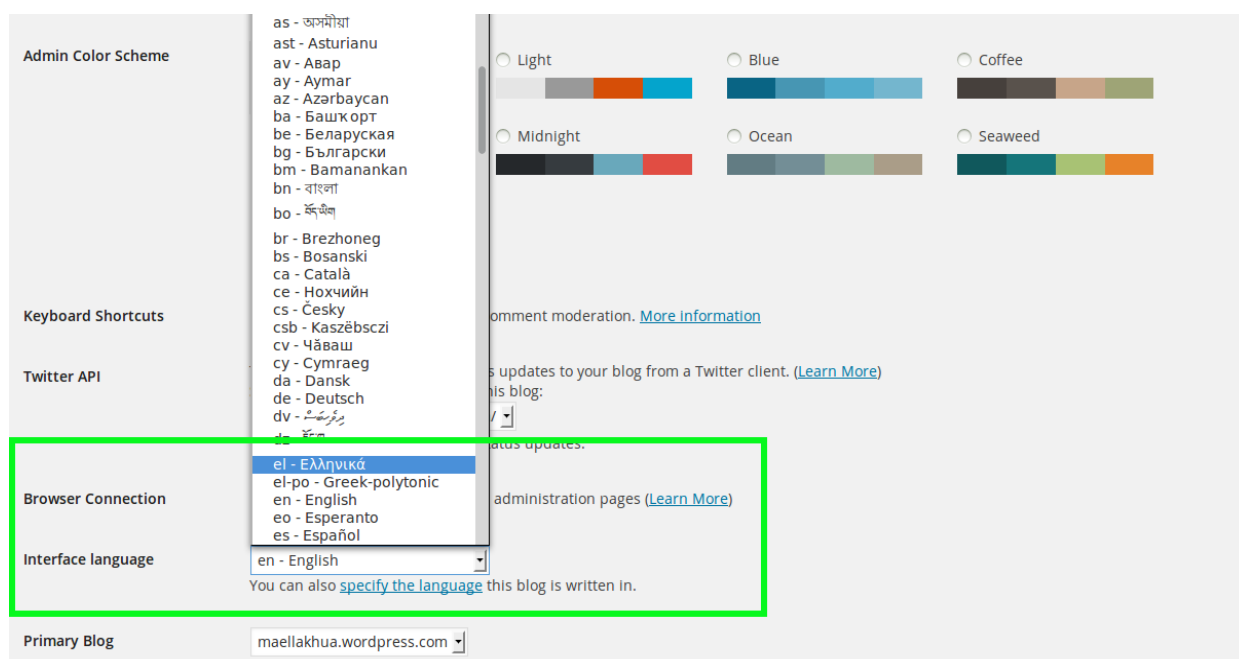 as - অসমীয়া
ast - Asturianu
Admin Color Scheme
av - Авар
Light
Blue
Coffee
ay - Aymar
az - Azərbaycan
ba - Башҡорт
be - Беларуская
Midnight
Ocean
Seaweed
bg - Български
bm - Bamanankan
bn - বাংলা
bo - བོད་ཡིག
br - Brezhoneg
bs - Bosanski
ca - Català
ce - Нохчийн
cs - Česky
Keyboard Shortcuts
omment moderation. More information
csb - Kaszëbsczi
cv - Чӑваш
cy - Cymraeg
Twitter API
s updates to your blog from a Twitter client. (Learn More)
da - Dansk
de - Deutsch
his blog:
dv - ދިވެހިބަސް
/
dz -
atus updates.
el - Ελληνικά
el-po - Greek-polytonic
Browser Connection
en - English
administration pages (Learn More)
eo - Esperanto
es - Español
Interface language
en - English
You can also specify the language this blog is written in.
Primary Blog
maellakhua.wordpress.com